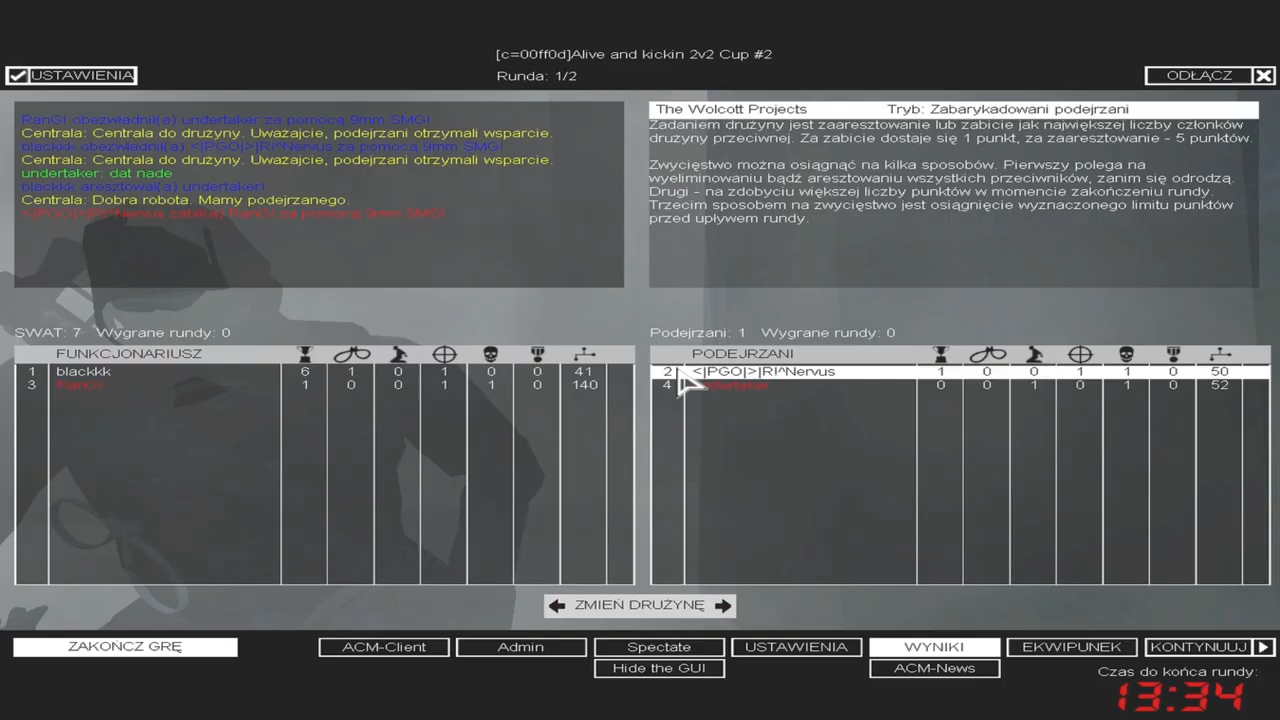 [c=00ff0d]Alive and kickin 2v2 Cup #2
USTAWIENIA
Runda: 1/2
ODŁĄCZ
RanGI obezwładnił(a) undertaker za pomocą 9mm SMG!
Centrala: Centrala do drużyny. Uważajcie, podejrzani otrzymali wsparcie.
blackkk obezwładnił(a) <|PGO|>|R|^Nervus za pomocą 9mm SMG!
Centrala: Centrala do drużyny. Uważajcie, podejrzani otrzymali wsparcie.
undertaker: dat nade
blackkk aresztował(a) undertaker!
Centrala: Dobra robota. Mamy podejrzanego.
<|PGO|>|R|^Nervus zabił(a) RanGI za pomocą 9mm SMG!
The Wolcott Projects Tryb: Zabarykadowani podejrzani
Zadaniem drużyny jest zaaresztowanie lub zabicie jak największej liczby członków
drużyny przeciwnej. Za zabicie dostaje się 1 punkt, za zaaresztowanie - 5 punktów.
Zwycięstwo można osiągnąć na kilka sposobów. Pierwszy polega na
wyeliminowaniu bądź aresztowaniu wszystkich przeciwników, zanim się odrodzą.
Drugi - na zdobyciu większej liczby punktów w momencie zakończeniu rundy.
Trzecim sposobem na zwycięstwo jest osiągnięcie wyznaczonego limitu punktów
przed upływem rundy.
SWAT: 7 Wygrane rundy: 0
FUNKCJONARIUSZ
1 blackkk 6 1 0 1 0 0 41
3 RanGI 1 0 0 1 1 0 140
Podejrzani: 1 Wygrane rundy: 0
PODEJRZANI
2 <|PGO|>|R|^Nervus 1 0 0 1 1 0 50
4 0 0 1 0 1 0 52
ZMIEŃ DRUŻYNĘ
ZAKOŃCZ GRĘ
ACM-Client
Admin
Spectate
USTAWIENIA
WYNIKI
EKWIPUNEK
KONTYNUUJ
Hide the GUI
ACM-News
Czas do końca rundy:
13:34